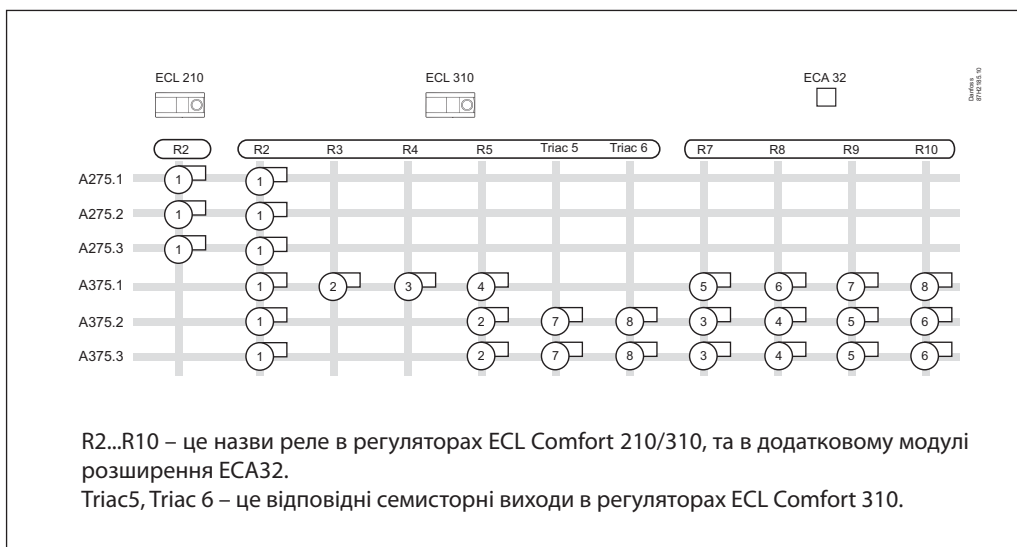 ECL 210 ECL 310 ECA 32
Danfoss
87H2185.10
R2 R2 R3 R4 R5 Triac 5 Triac 6 R7 R8 R9 R10
A275.1 1 1
A275.2 1 1
A275.3 1 1
A375.1 1 2 3 4 5 6 7 8
A375.2 1 2 7 8 3 4 5 6
A375.3 1 2 7 8 3 4 5 6
R2...R10 – це назви реле в регуляторах ECL Comfort 210/310, та в додатковому модулі
розширення ECA32.
Triac5, Triac 6 – це відповідні семисторні виходи в регуляторах ECL Comfort 310.